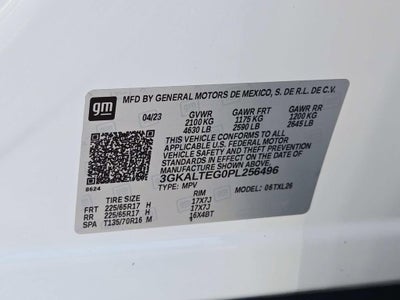 gm MFD BY GENERAL MOTORS DE MEXICO, S. DE R.L. DE C.V.
04/23 GVWR GAWR FRT GAWR RR
2100 KG 1175 KG 1200 KG
4630 LB 2590 LB 2645 LB
THIS VEHICLE CONFORMS TO ALL
APPLICABLE U.S. FEDERAL MOTOR VEHICLE
SAFETY, BUMPER, AND THEFT
PREVENTION STANDARDS IN EFFECT
ON THE DATE OF MANUFACTURE
SHOWN ABOVE.
3GKALTEG0PL256496
8624 TYPE: MPV
TIRE SIZE RIM 06TXL26
FRT 225/65R17 H 17X7J
RR 225/65R17 H 17X7J
SPA T135/70R16 M 16X4BT